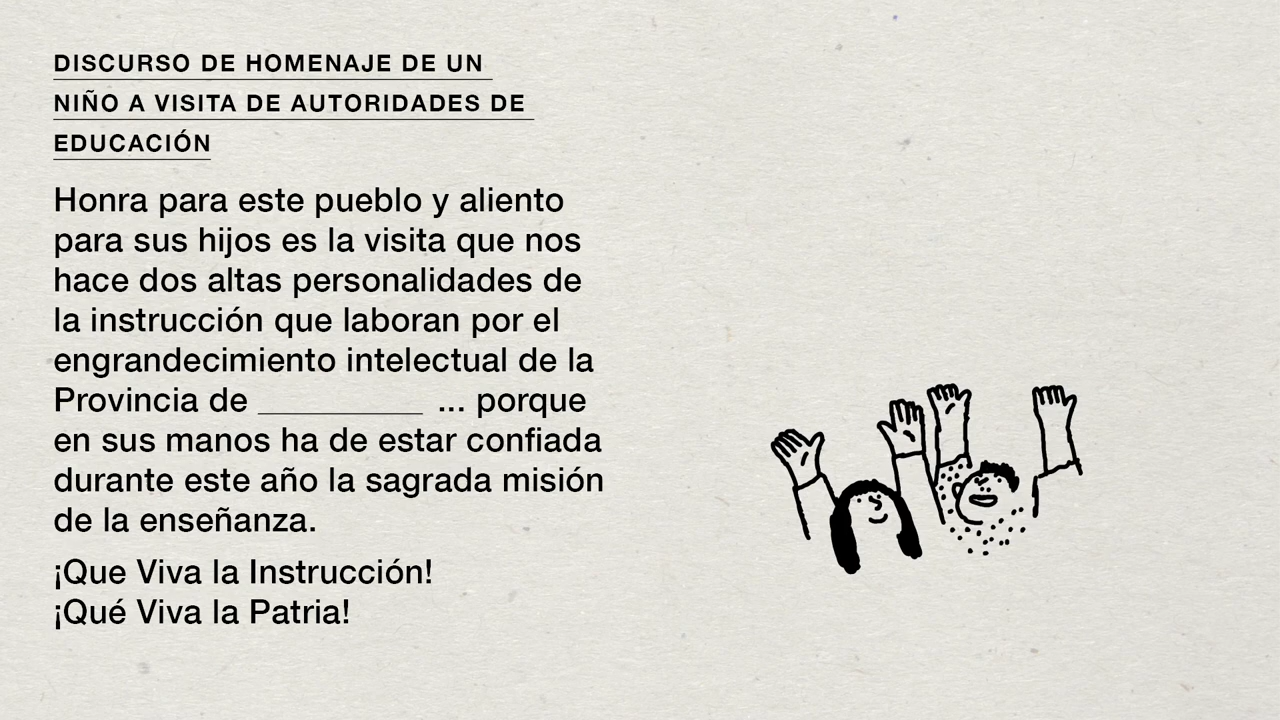 DISCURSO DE HOMENAJE DE UN
NIÑO A VISITA DE AUTORIDADES DE
EDUCACIÓN
Honra para este pueblo y aliento
para sus hijos es la visita que nos
hace dos altas personalidades de
la instrucción que laboran por el
engrandecimiento intelectual de la
Provincia de __________ ... porque
en sus manos ha de estar confiada
durante este año la sagrada misión
de la enseñanza.
¡Que Viva la Instrucción!
¡Qué Viva la Patria!